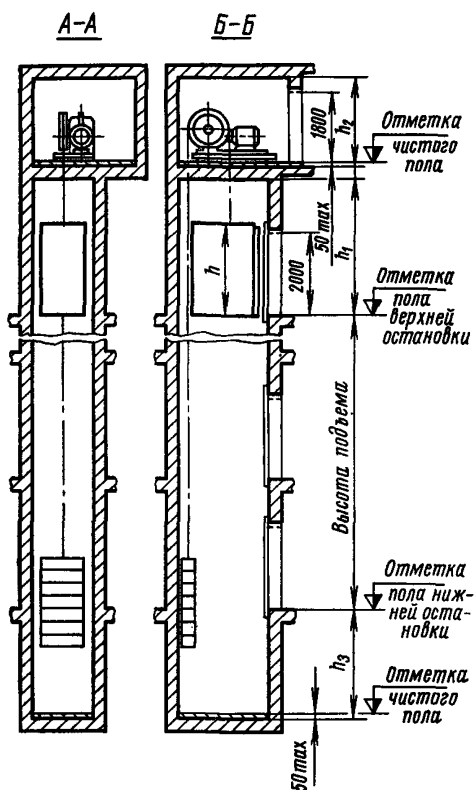 А–А
Б–Б
1800
h₂
Отметка
чистого
пола
50 max
h₁
h
2000
Отметка
пола
верхней
остановки
Высота подъема
Отметка
пола ниж-
ней оста-
новки
h₃
Отметка
чистого
пола
50 max